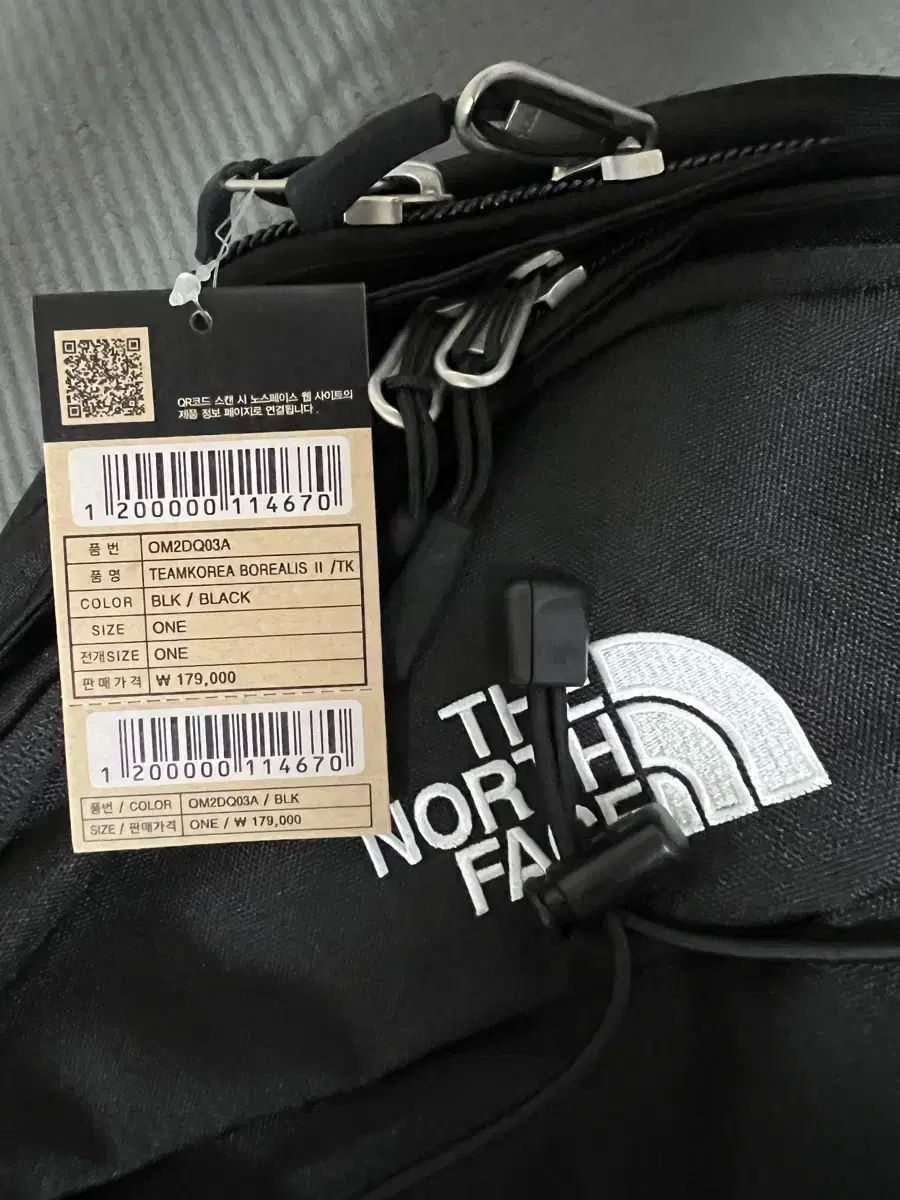 QR코드 스캔 시 노스페이스 웹 사이트의
제품 정보 페이지로 연결됩니다.
1 200000 114670
품 번 OM2DQ03A
품 명 TEAMKOREA BOREALIS II /TK
COLOR BLK / BLACK
SIZE ONE
전개SIZE ONE
판매가격 ₩ 179,000
1 200000 114670
품번 / COLOR OM2DQ03A / BLK
SIZE / 판매가격 ONE / ₩ 179,000
THE
NORTH
FACE